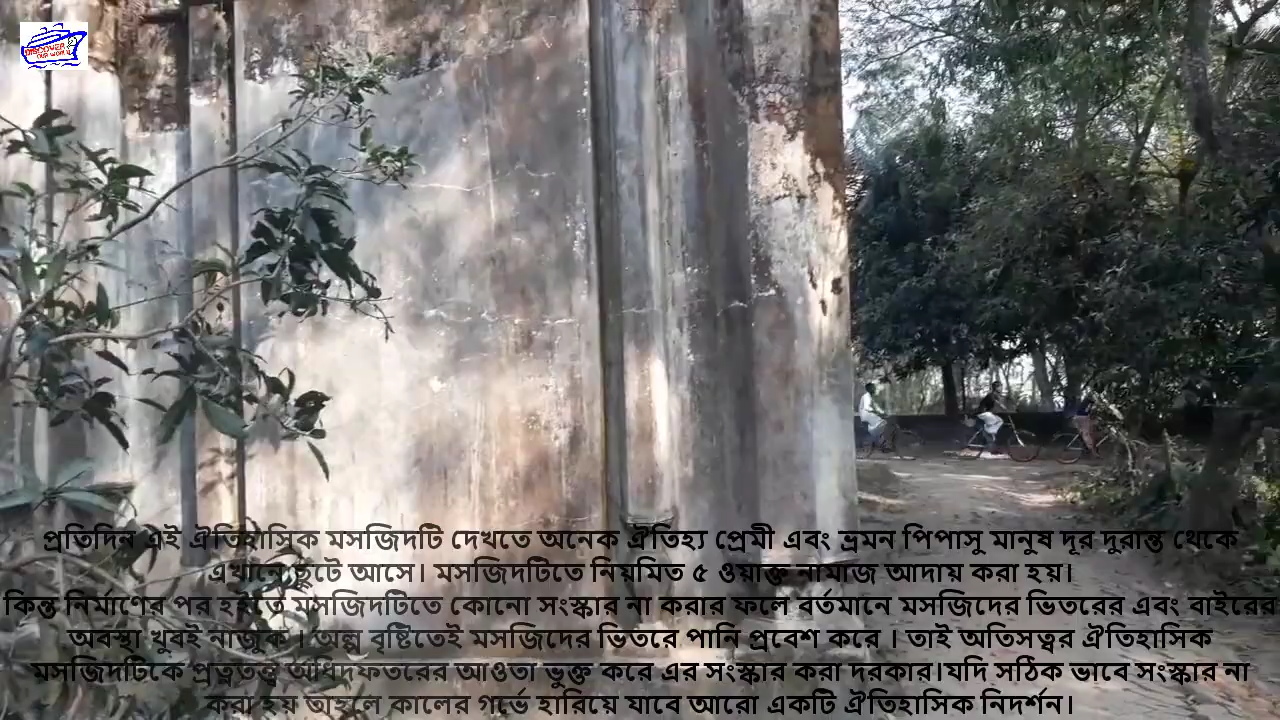 DISCOVER
OUR WORLD
প্রতিদিন এই ঐতিহাসিক মসজিদটি দেখতে অনেক ঐতিহ্য প্রেমী এবং ভ্রমন পিপাসু মানুষ দূর দুরান্ত থেকে
এখানে ছুটে আসে। মসজিদটিতে নিয়মিত ৫ ওয়াক্ত নামাজ আদায় করা হয়।
কিন্ত নির্মাণের পর হইতে মসজিদটিতে কোনো সংস্কার না করার ফলে বর্তমানে মসজিদের ভিতরের এবং বাইরের
অবস্থা খুবই নাজুক । অল্প বৃষ্টিতেই মসজিদের ভিতরে পানি প্রবেশ করে । তাই অতিসত্বর ঐতিহাসিক
মসজিদটিকে প্রত্নতত্ত্ব অধিদফতরের আওতা ভুক্ত করে এর সংস্কার করা দরকার।যদি সঠিক ভাবে সংস্কার না
করা হয় তাহলে কালের গর্ভে হারিয়ে যাবে আরো একটি ঐতিহাসিক নিদর্শন।